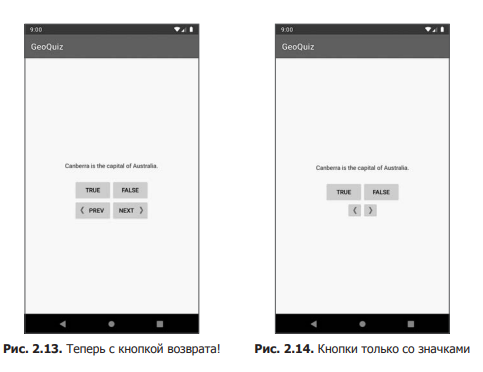 9:00
GeoQuiz
Canberra is the capital of Australia.
TRUE FALSE
PREV NEXT
Рис. 2.13. Теперь с кнопкой возврата!
9:00
GeoQuiz
Canberra is the capital of Australia.
TRUE FALSE
Рис. 2.14. Кнопки только со значками